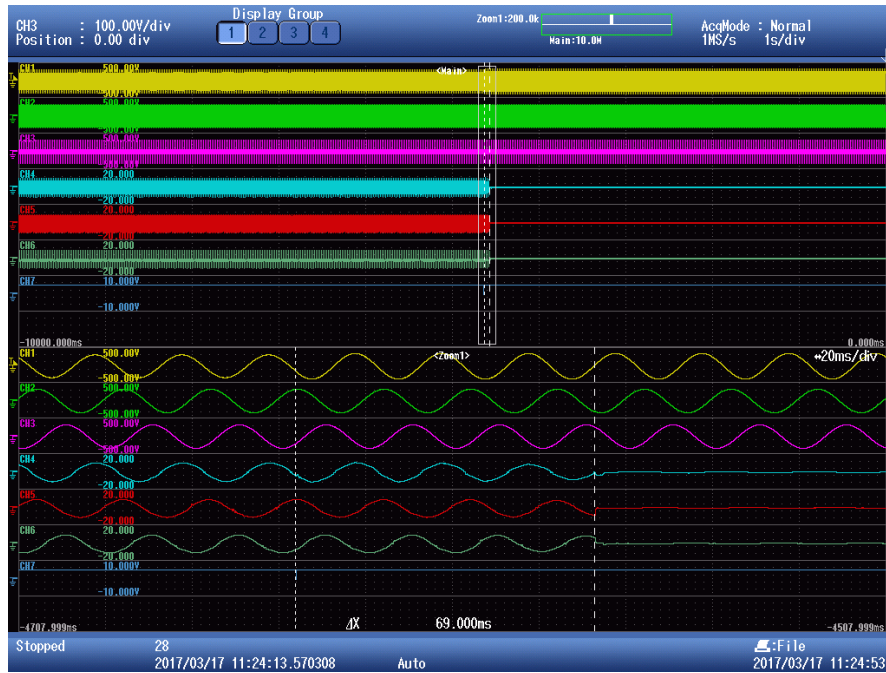 CH3 : 100.00V/div
Position : 0.00 div
Display Group
1 2 3 4
Zoom1:200.0k
Main:10.0M
AcqMode : Normal
1MS/s 1s/div
<Main>
CH1 500.00V
-500.00V
CH2 500.00V
-500.00V
CH3 500.00V
-500.00V
CH4 20.000
-20.000
CH5 20.000
-20.000
CH6 20.000
-20.000
CH7 10.000V
-10.000V
-10000.000ms 0.000ms
<Zoom1>
↔20ms/div
CH1 500.00V
-500.00V
CH2 500.00V
-500.00V
CH3 500.00V
-500.00V
CH4 20.000
-20.000
CH5 20.000
-20.000
CH6 20.000
-20.000
CH7 10.000V
-10.000V
-4707.999ms ΔX 69.000ms -4507.999ms
Stopped 28 :File
2017/03/17 11:24:13.570308 Auto 2017/03/17 11:24:53